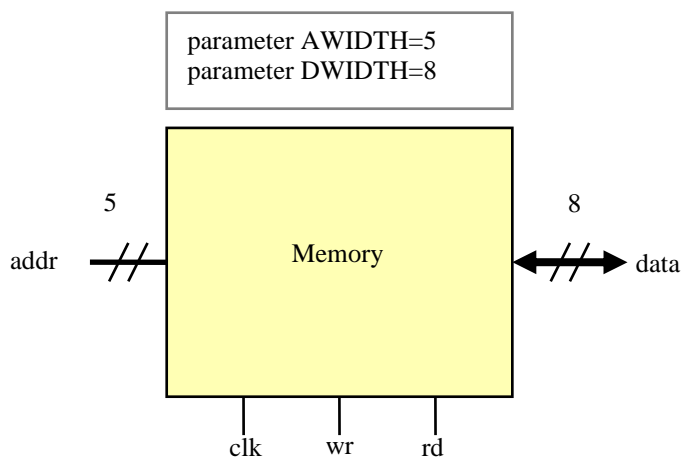 parameter AWIDTH=5
parameter DWIDTH=8
5
8
addr
Memory
data
clk
wr
rd